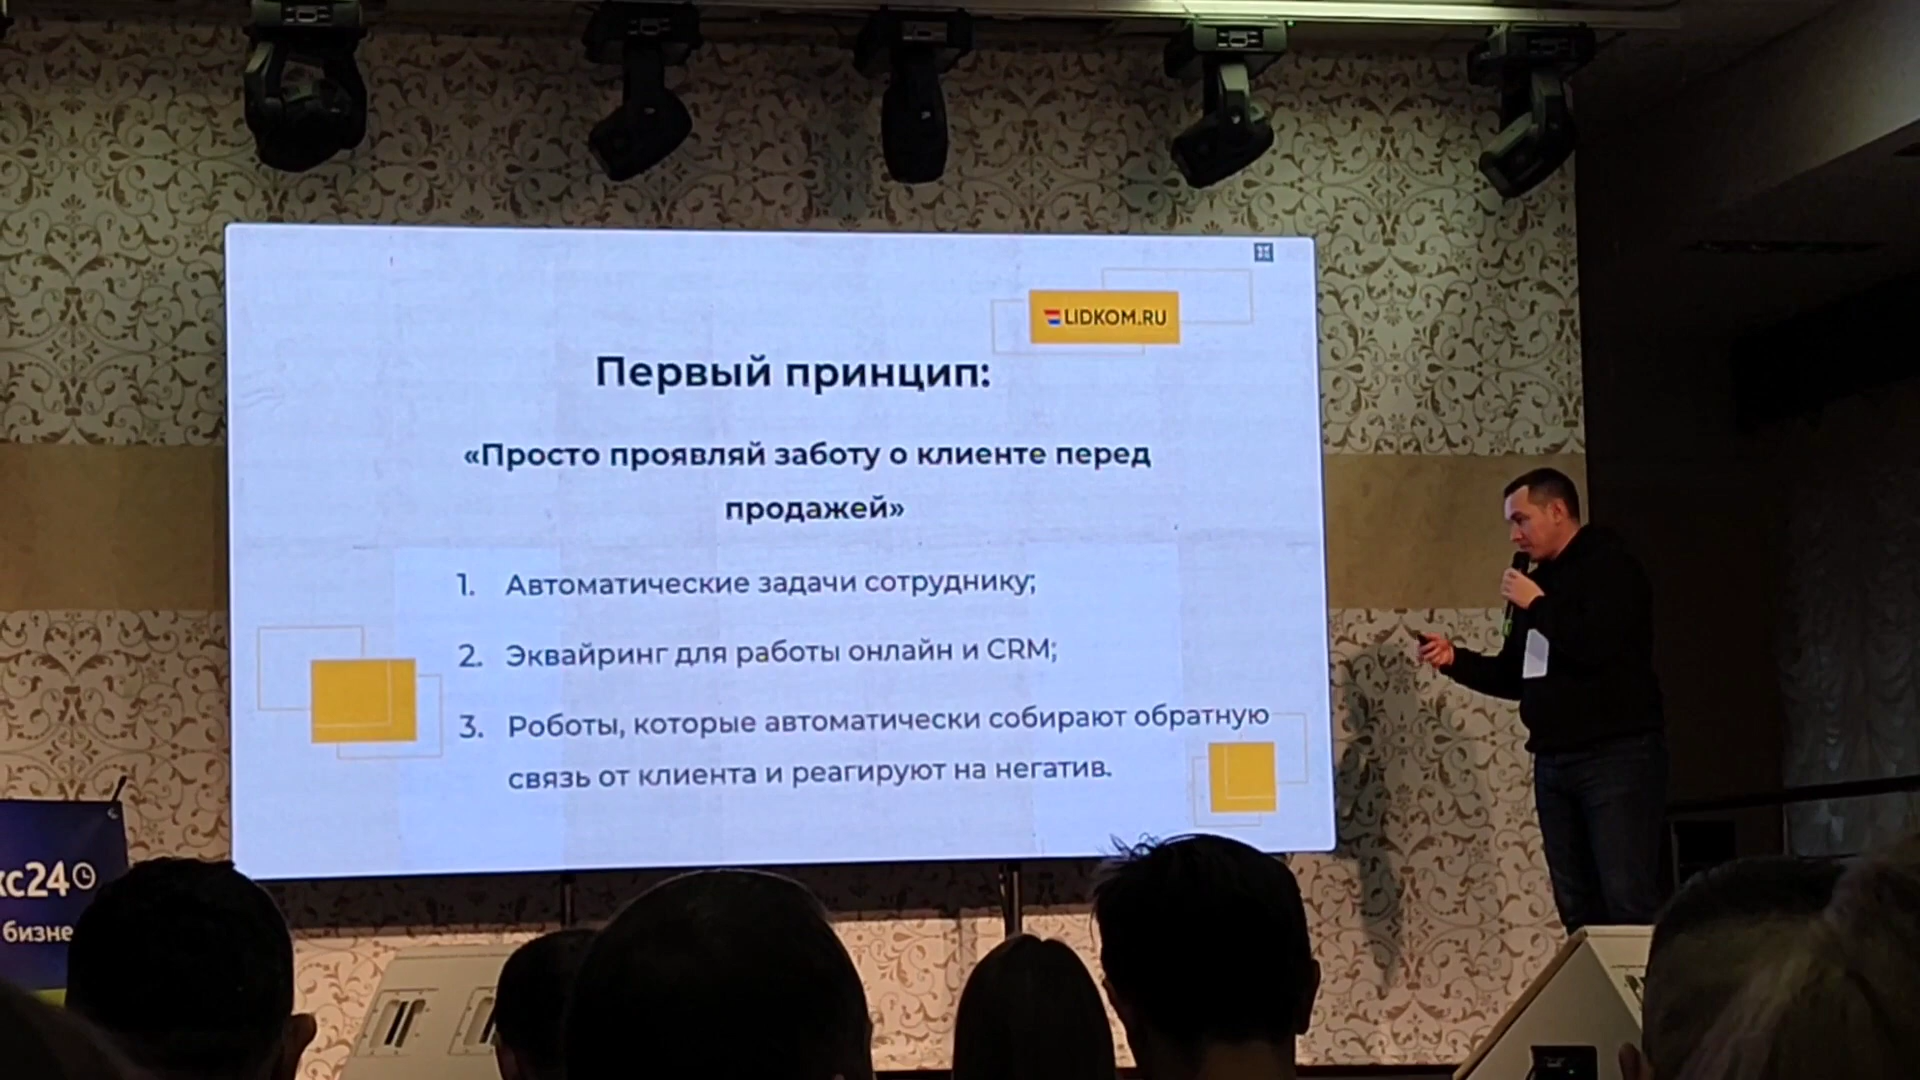 LIDKOM.RU
Первый принцип:
«Просто проявляй заботу о клиенте перед
продажей»
1. Автоматические задачи сотруднику;
2. Эквайринг для работы онлайн и CRM;
3. Роботы, которые автоматически собирают обратную
связь от клиента и реагируют на негатив.
кс24
бизне